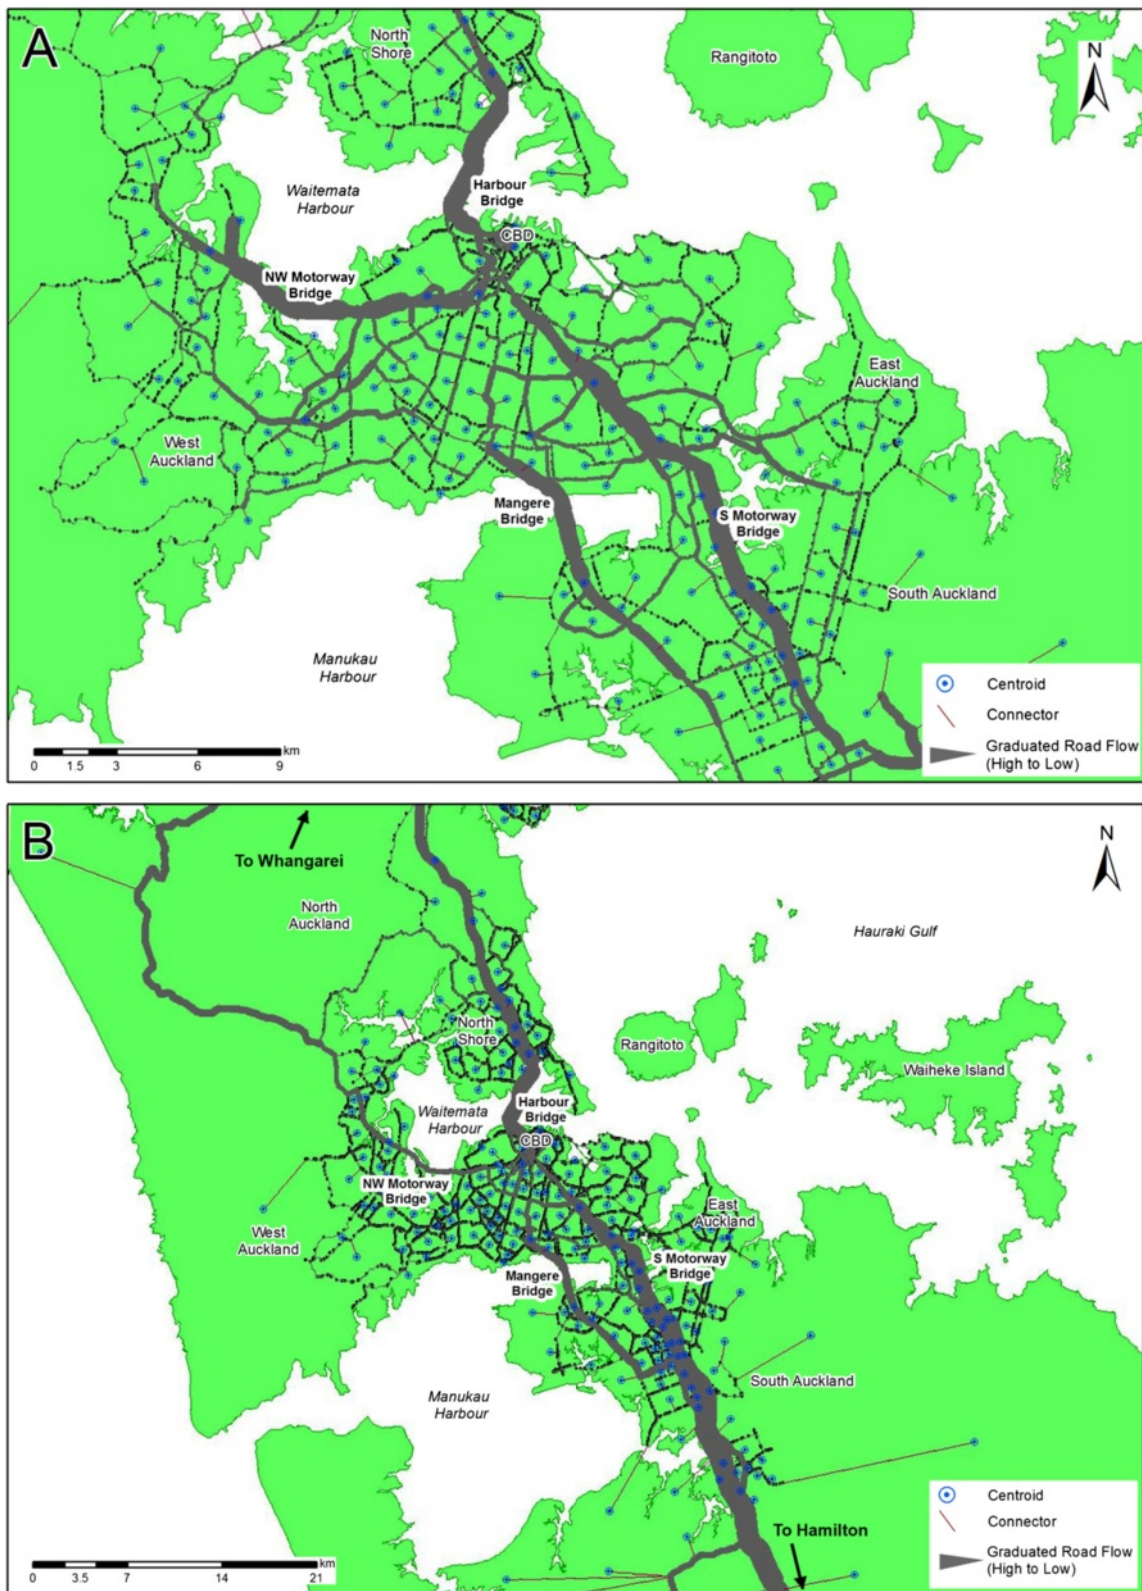 A
North
Shore
Rangitoto
N
Waitemata
Harbour
Harbour
Bridge
CBD
NW Motorway
Bridge
East
Auckland
West
Auckland
Mangere
Bridge
S Motorway
Bridge
South Auckland
Manukau
Harbour
Centroid
Connector
Graduated Road Flow
(High to Low)
km
0 1.5 3 6 9
B
To Whangarei
N
North
Auckland
Hauraki Gulf
North
Shore
Rangitoto
Waiheke Island
Waitemata
Harbour
Harbour
Bridge
CBD
NW Motorway
Bridge
East
Auckland
West
Auckland
S Motorway
Bridge
Mangere
Bridge
South Auckland
Manukau
Harbour
Centroid
Connector
Graduated Road Flow
(High to Low)
To Hamilton
km
0 3.5 7 14 21